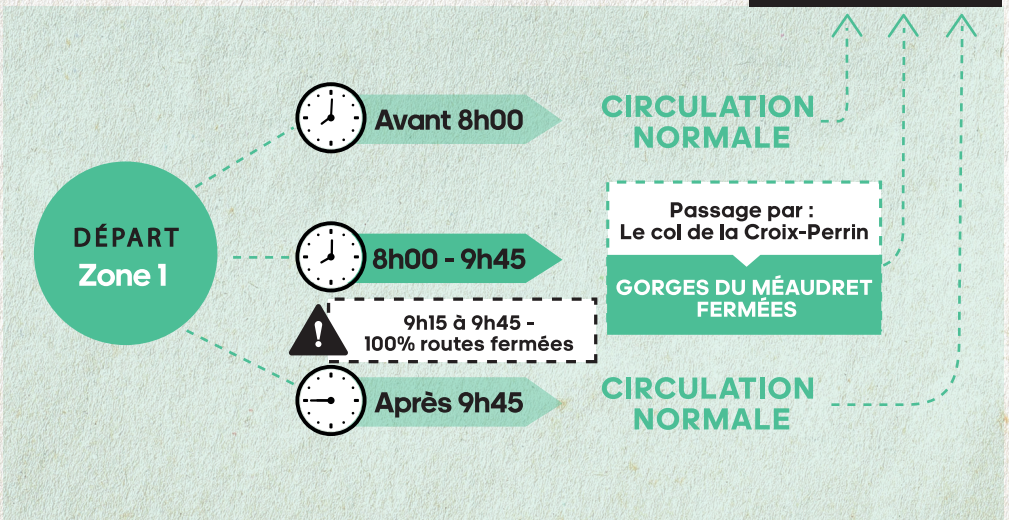 Avant 8h00
CIRCULATION
NORMALE
DÉPART
Zone 1
8h00 - 9h45
Passage par :
Le col de la Croix-Perrin
GORGES DU MÉAUDRET
FERMÉES
9h15 à 9h45 -
100% routes fermées
Après 9h45
CIRCULATION
NORMALE